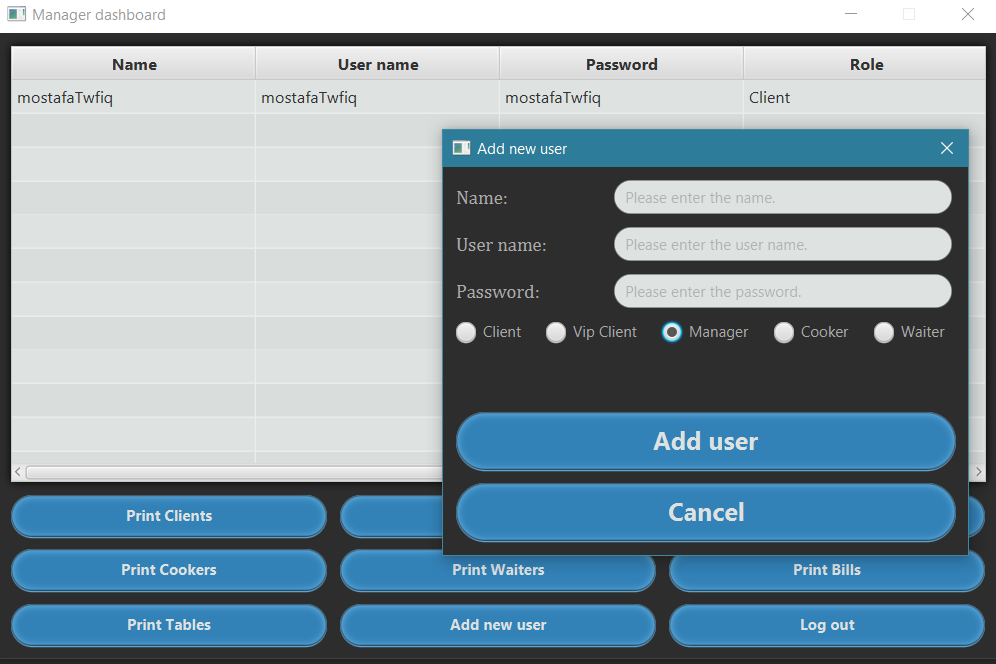 Manager dashboard
Name User name Password Role
mostafaTwfiq mostafaTwfiq mostafaTwfiq Client
Add new user
Name: Please enter the name.
User name: Please enter the user name.
Password: Please enter the password.
Client Vip Client Manager Cooker Waiter
Add user
Cancel
Print Clients
Print Cookers Print Waiters Print Bills
Print Tables Add new user Log out